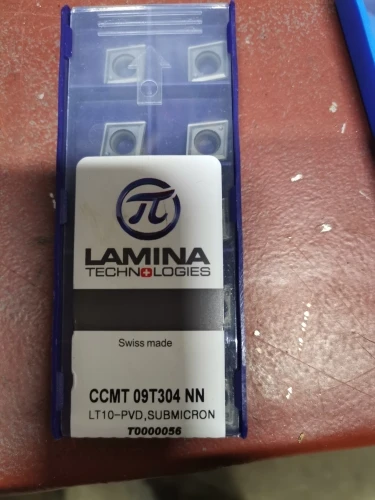 π
LAMINA
TECHNOLOGIES
Swiss made
CCMT 09T304 NN
LT10-PVD,SUBMICRON
T0000056